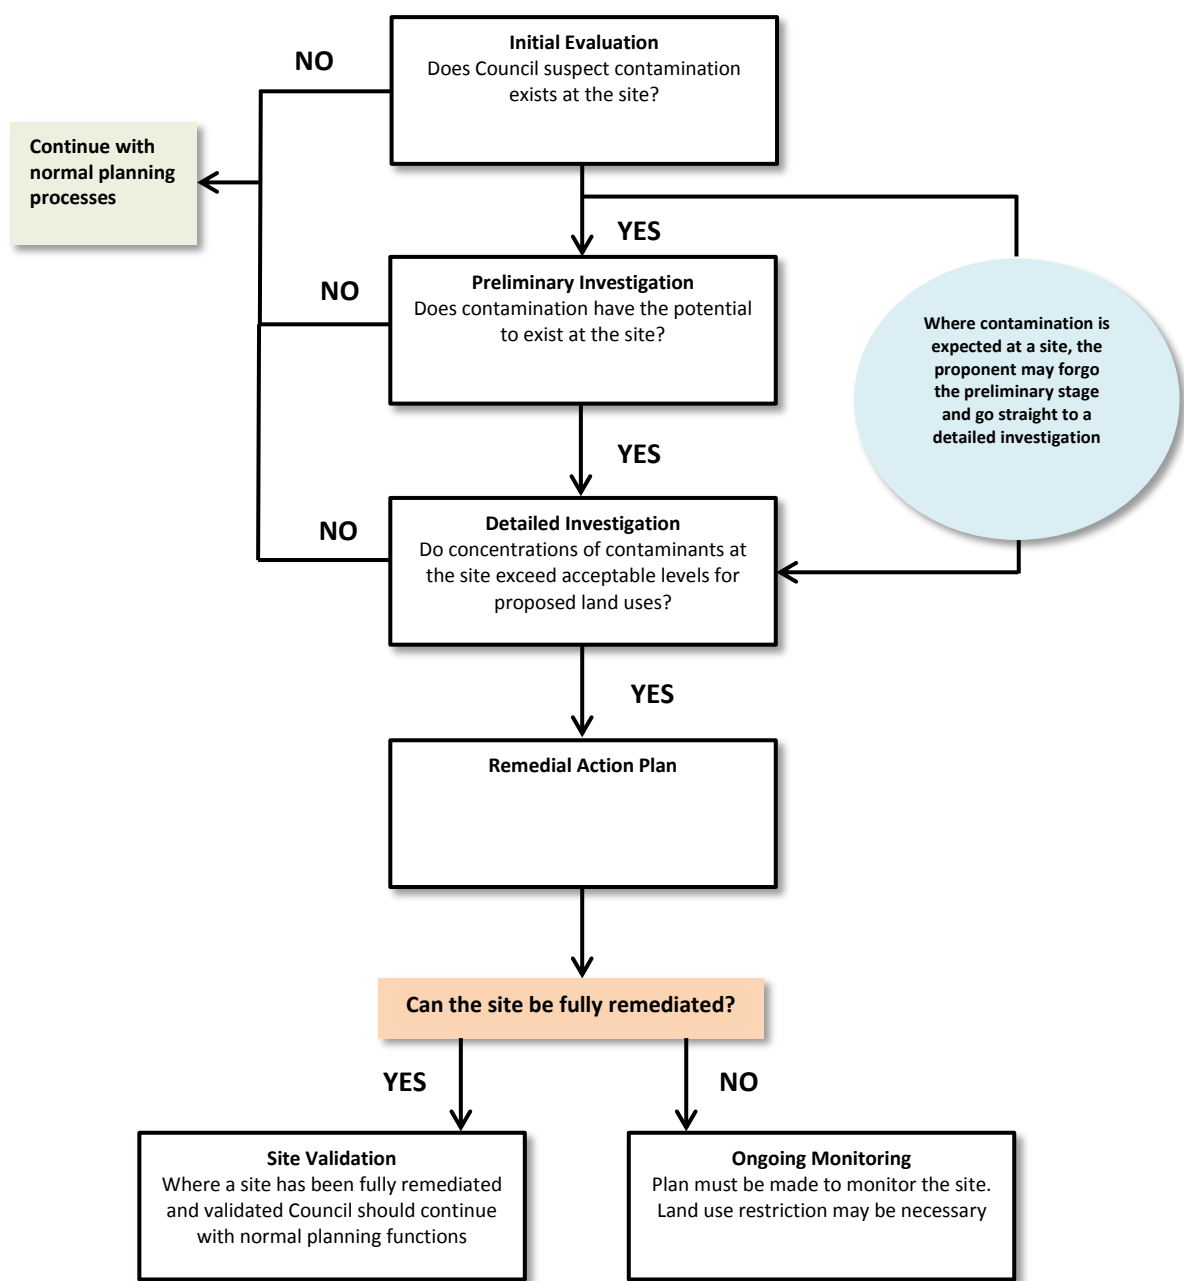 Initial Evaluation
Does Council suspect contamination
exists at the site?
NO
Continue with
normal planning
processes
YES
Preliminary Investigation
Does contamination have the potential
to exist at the site?
NO
Where contamination is
expected at a site, the
proponent may forgo
the preliminary stage
and go straight to a
detailed investigation
YES
Detailed Investigation
Do concentrations of contaminants at
the site exceed acceptable levels for
proposed land uses?
NO
YES
Remedial Action Plan
Can the site be fully remediated?
YES
NO
Site Validation
Where a site has been fully remediated
and validated Council should continue
with normal planning functions
Ongoing Monitoring
Plan must be made to monitor the site.
Land use restriction may be necessary